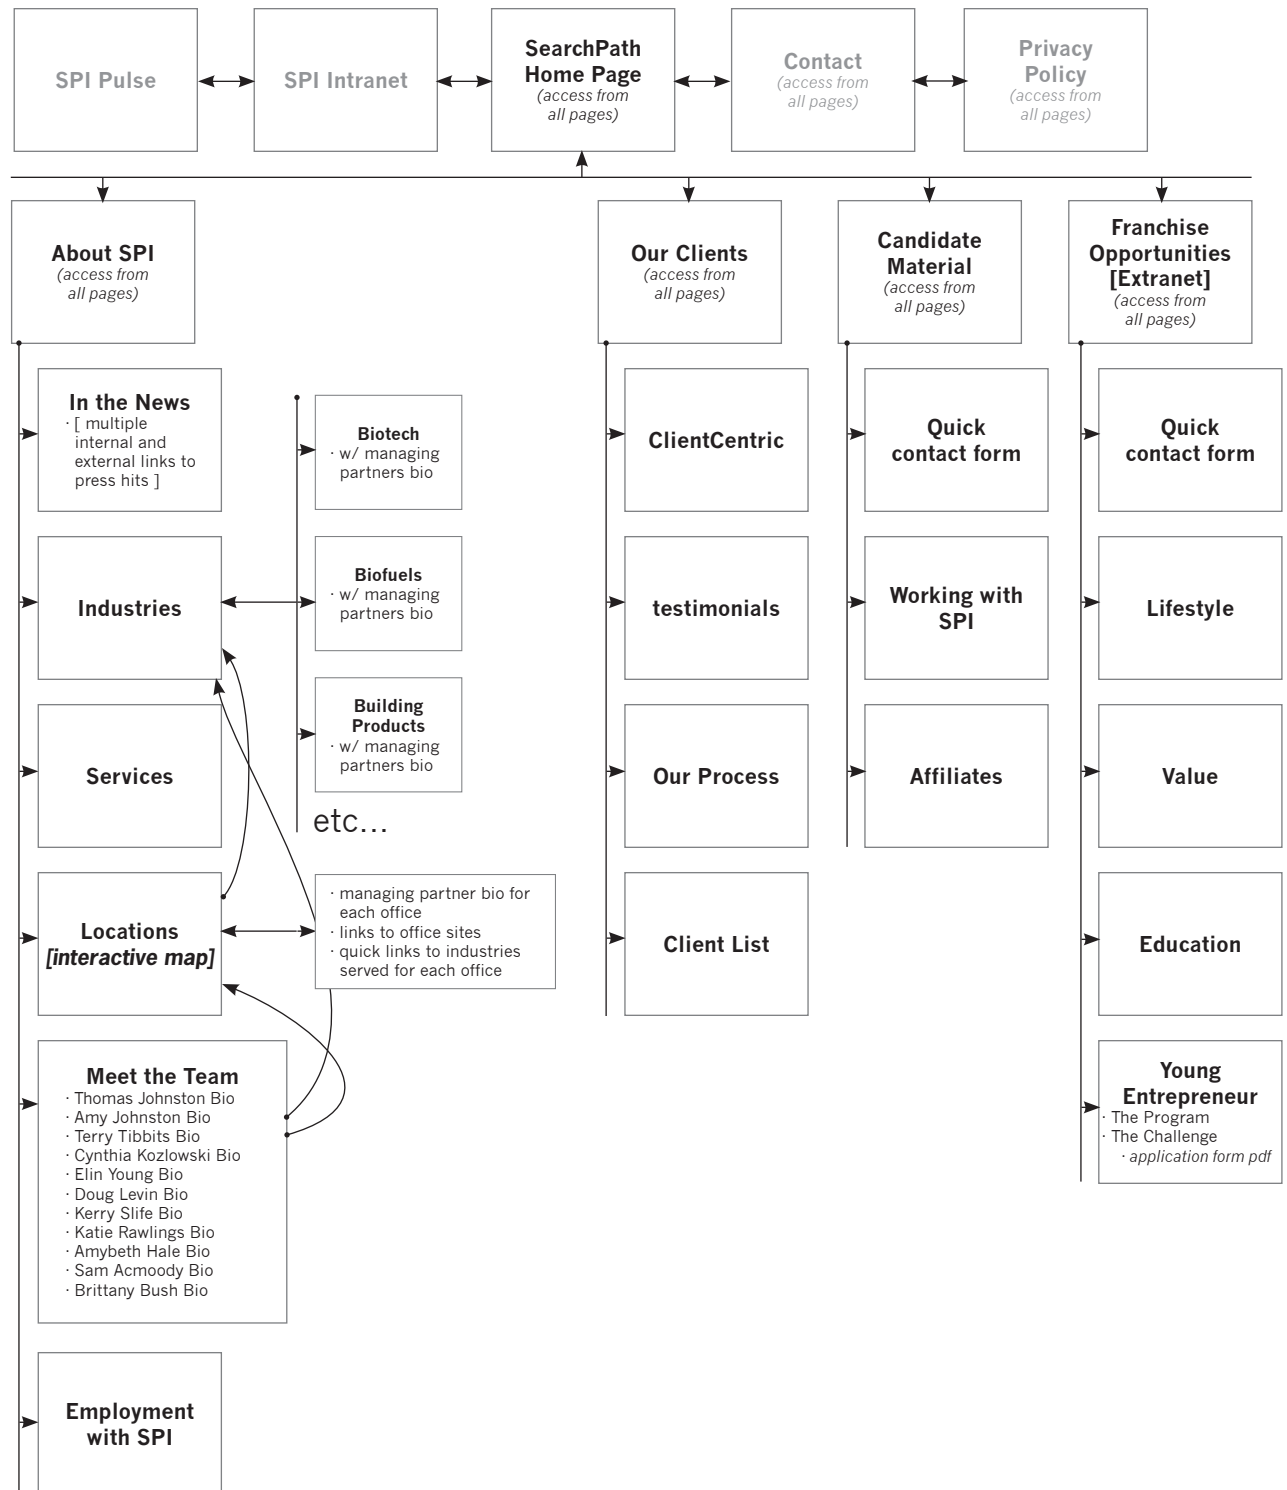 SPI Pulse
SPI Intranet
SearchPath
Home Page
(access from
all pages)
Contact
(access from
all pages)
Privacy
Policy
(access from
all pages)
About SPI
(access from
all pages)
Our Clients
(access from
all pages)
Candidate
Material
(access from
all pages)
Franchise
Opportunities
[Extranet]
(access from
all pages)
In the News
· [ multiple
internal and
external links to
press hits ]
Industries
Services
Locations
[interactive map]
Meet the Team
· Thomas Johnston Bio
· Amy Johnston Bio
· Terry Tibbits Bio
· Cynthia Kozlowski Bio
· Elin Young Bio
· Doug Levin Bio
· Kerry Slife Bio
· Katie Rawlings Bio
· Amybeth Hale Bio
· Sam Acmoody Bio
· Brittany Bush Bio
Employment
with SPI
Biotech
· w/ managing
partners bio
Biofuels
· w/ managing
partners bio
Building
Products
· w/ managing
partners bio
etc...
· managing partner bio for
each office
· links to office sites
· quick links to industries
served for each office
ClientCentric
testimonials
Our Process
Client List
Quick
contact form
Working with
SPI
Affiliates
Quick
contact form
Lifestyle
Value
Education
Young
Entrepreneur
· The Program
· The Challenge
· application form pdf